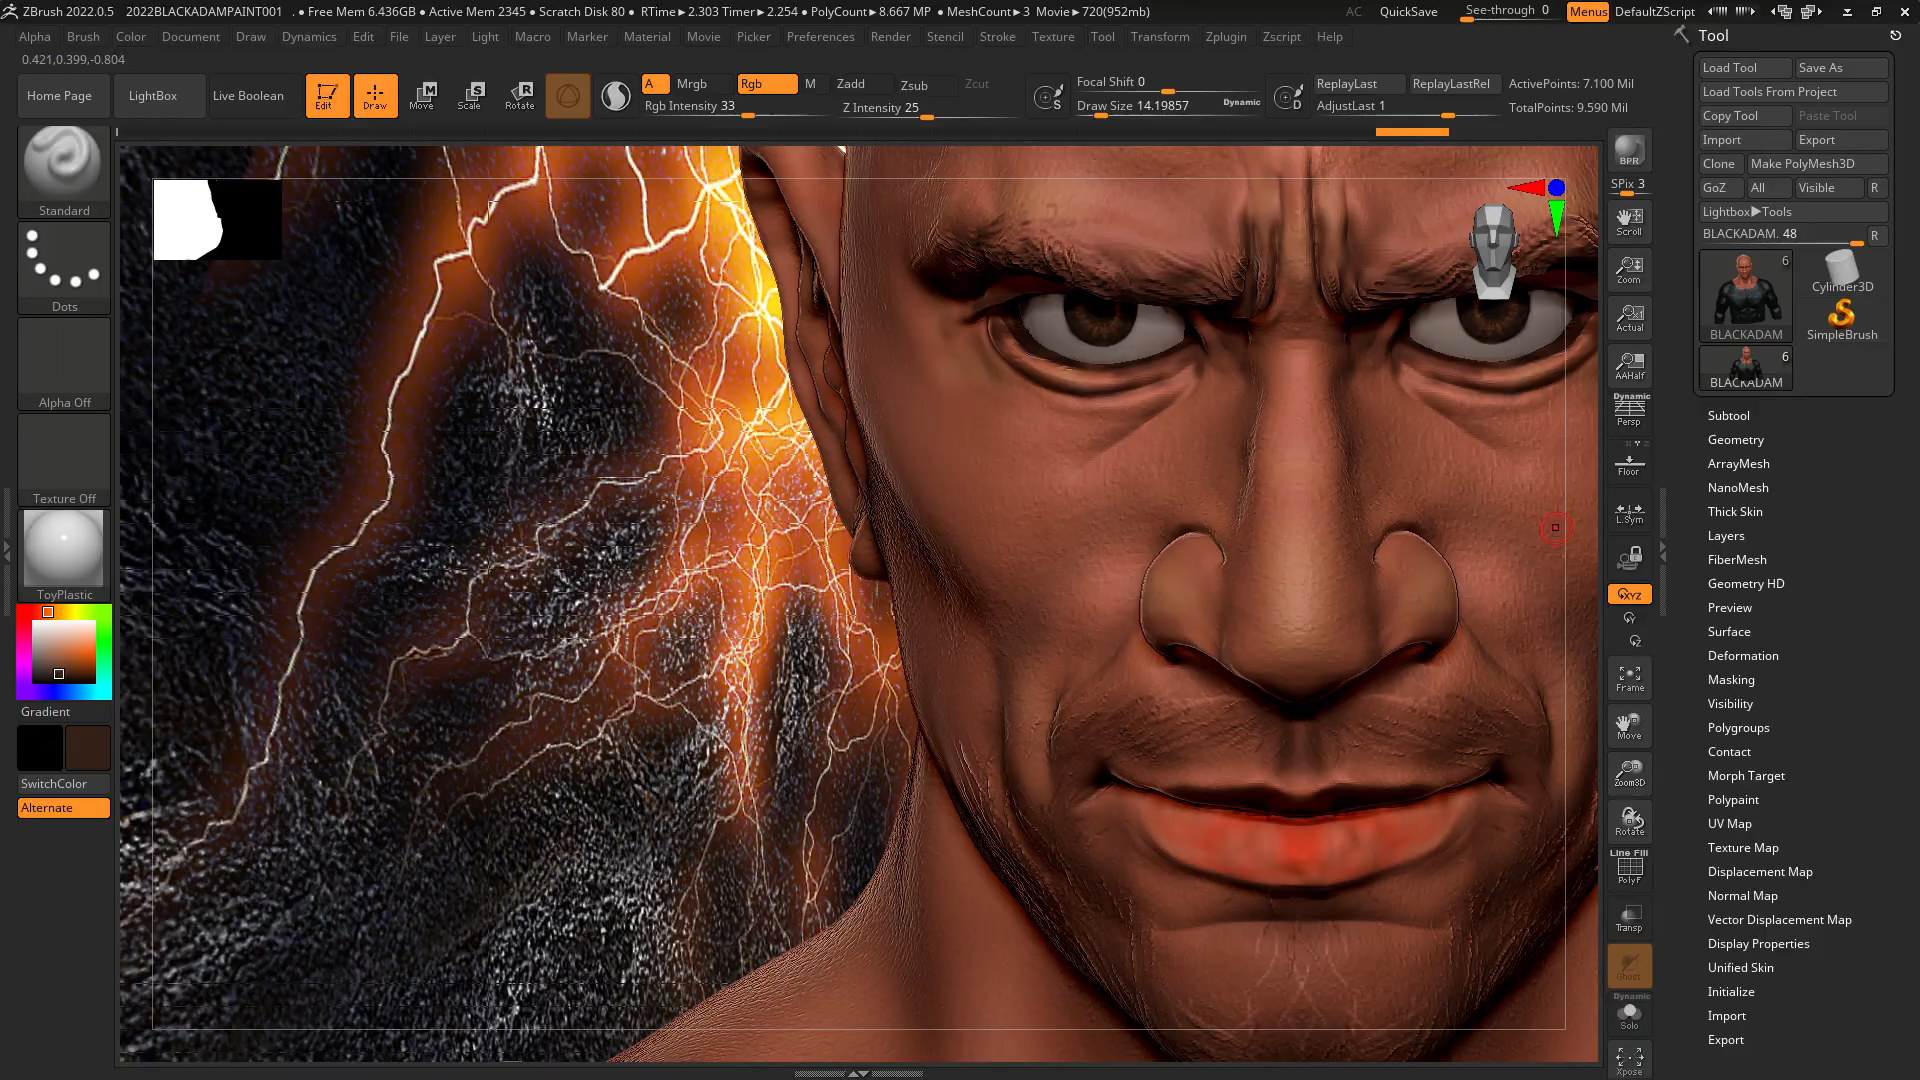 ZBrush 2022.0.5 2022BLACKADAMPAINT001 . • Free Mem 6.436GB • Active Mem 2345 • Scratch Disk 80 • RTime►2.303 Timer►2.254 • PolyCount►8.667 MP • MeshCount►3 Movie►720(952mb) AC QuickSave See-through 0 Menus DefaultZScript
Alpha Brush Color Document Draw Dynamics Edit File Layer Light Macro Marker Material Movie Picker Preferences Render Stencil Stroke Texture Tool Transform Zplugin Zscript Help
0.421,0.399,-0.804
Home Page LightBox Live Boolean Edit Draw Move Scale Rotate
M S R
A Mrgb Rgb M Zadd Zsub Zcut
Rgb Intensity 33 Z Intensity 25
S Focal Shift 0
Draw Size 14.19857 Dynamic
D ReplayLast ReplayLastRel ActivePoints: 7.100 Mil
AdjustLast 1 TotalPoints: 9.590 Mil
Standard
Dots
Alpha Off
Texture Off
ToyPlastic
Gradient
SwitchColor
Alternate
BPR
SPix 3
Scroll
Zoom
Actual
AAHalf
Dynamic
Persp
Floor
L.Sym
XYZ
Y
Z
Frame
Move
Zoom3D
Rotate
Line Fill
PolyF
Transp
Ghost
Dynamic
Solo
Xpose
Tool
Load Tool Save As
Load Tools From Project
Copy Tool Paste Tool
Import Export
Clone Make PolyMesh3D
GoZ All Visible R
Lightbox►Tools
BLACKADAM. 48 R
6
BLACKADAM
Cylinder3D
SimpleBrush
6
BLACKADAM
Subtool
Geometry
ArrayMesh
NanoMesh
Thick Skin
Layers
FiberMesh
Geometry HD
Preview
Surface
Deformation
Masking
Visibility
Polygroups
Contact
Morph Target
Polypaint
UV Map
Texture Map
Displacement Map
Normal Map
Vector Displacement Map
Display Properties
Unified Skin
Initialize
Import
Export